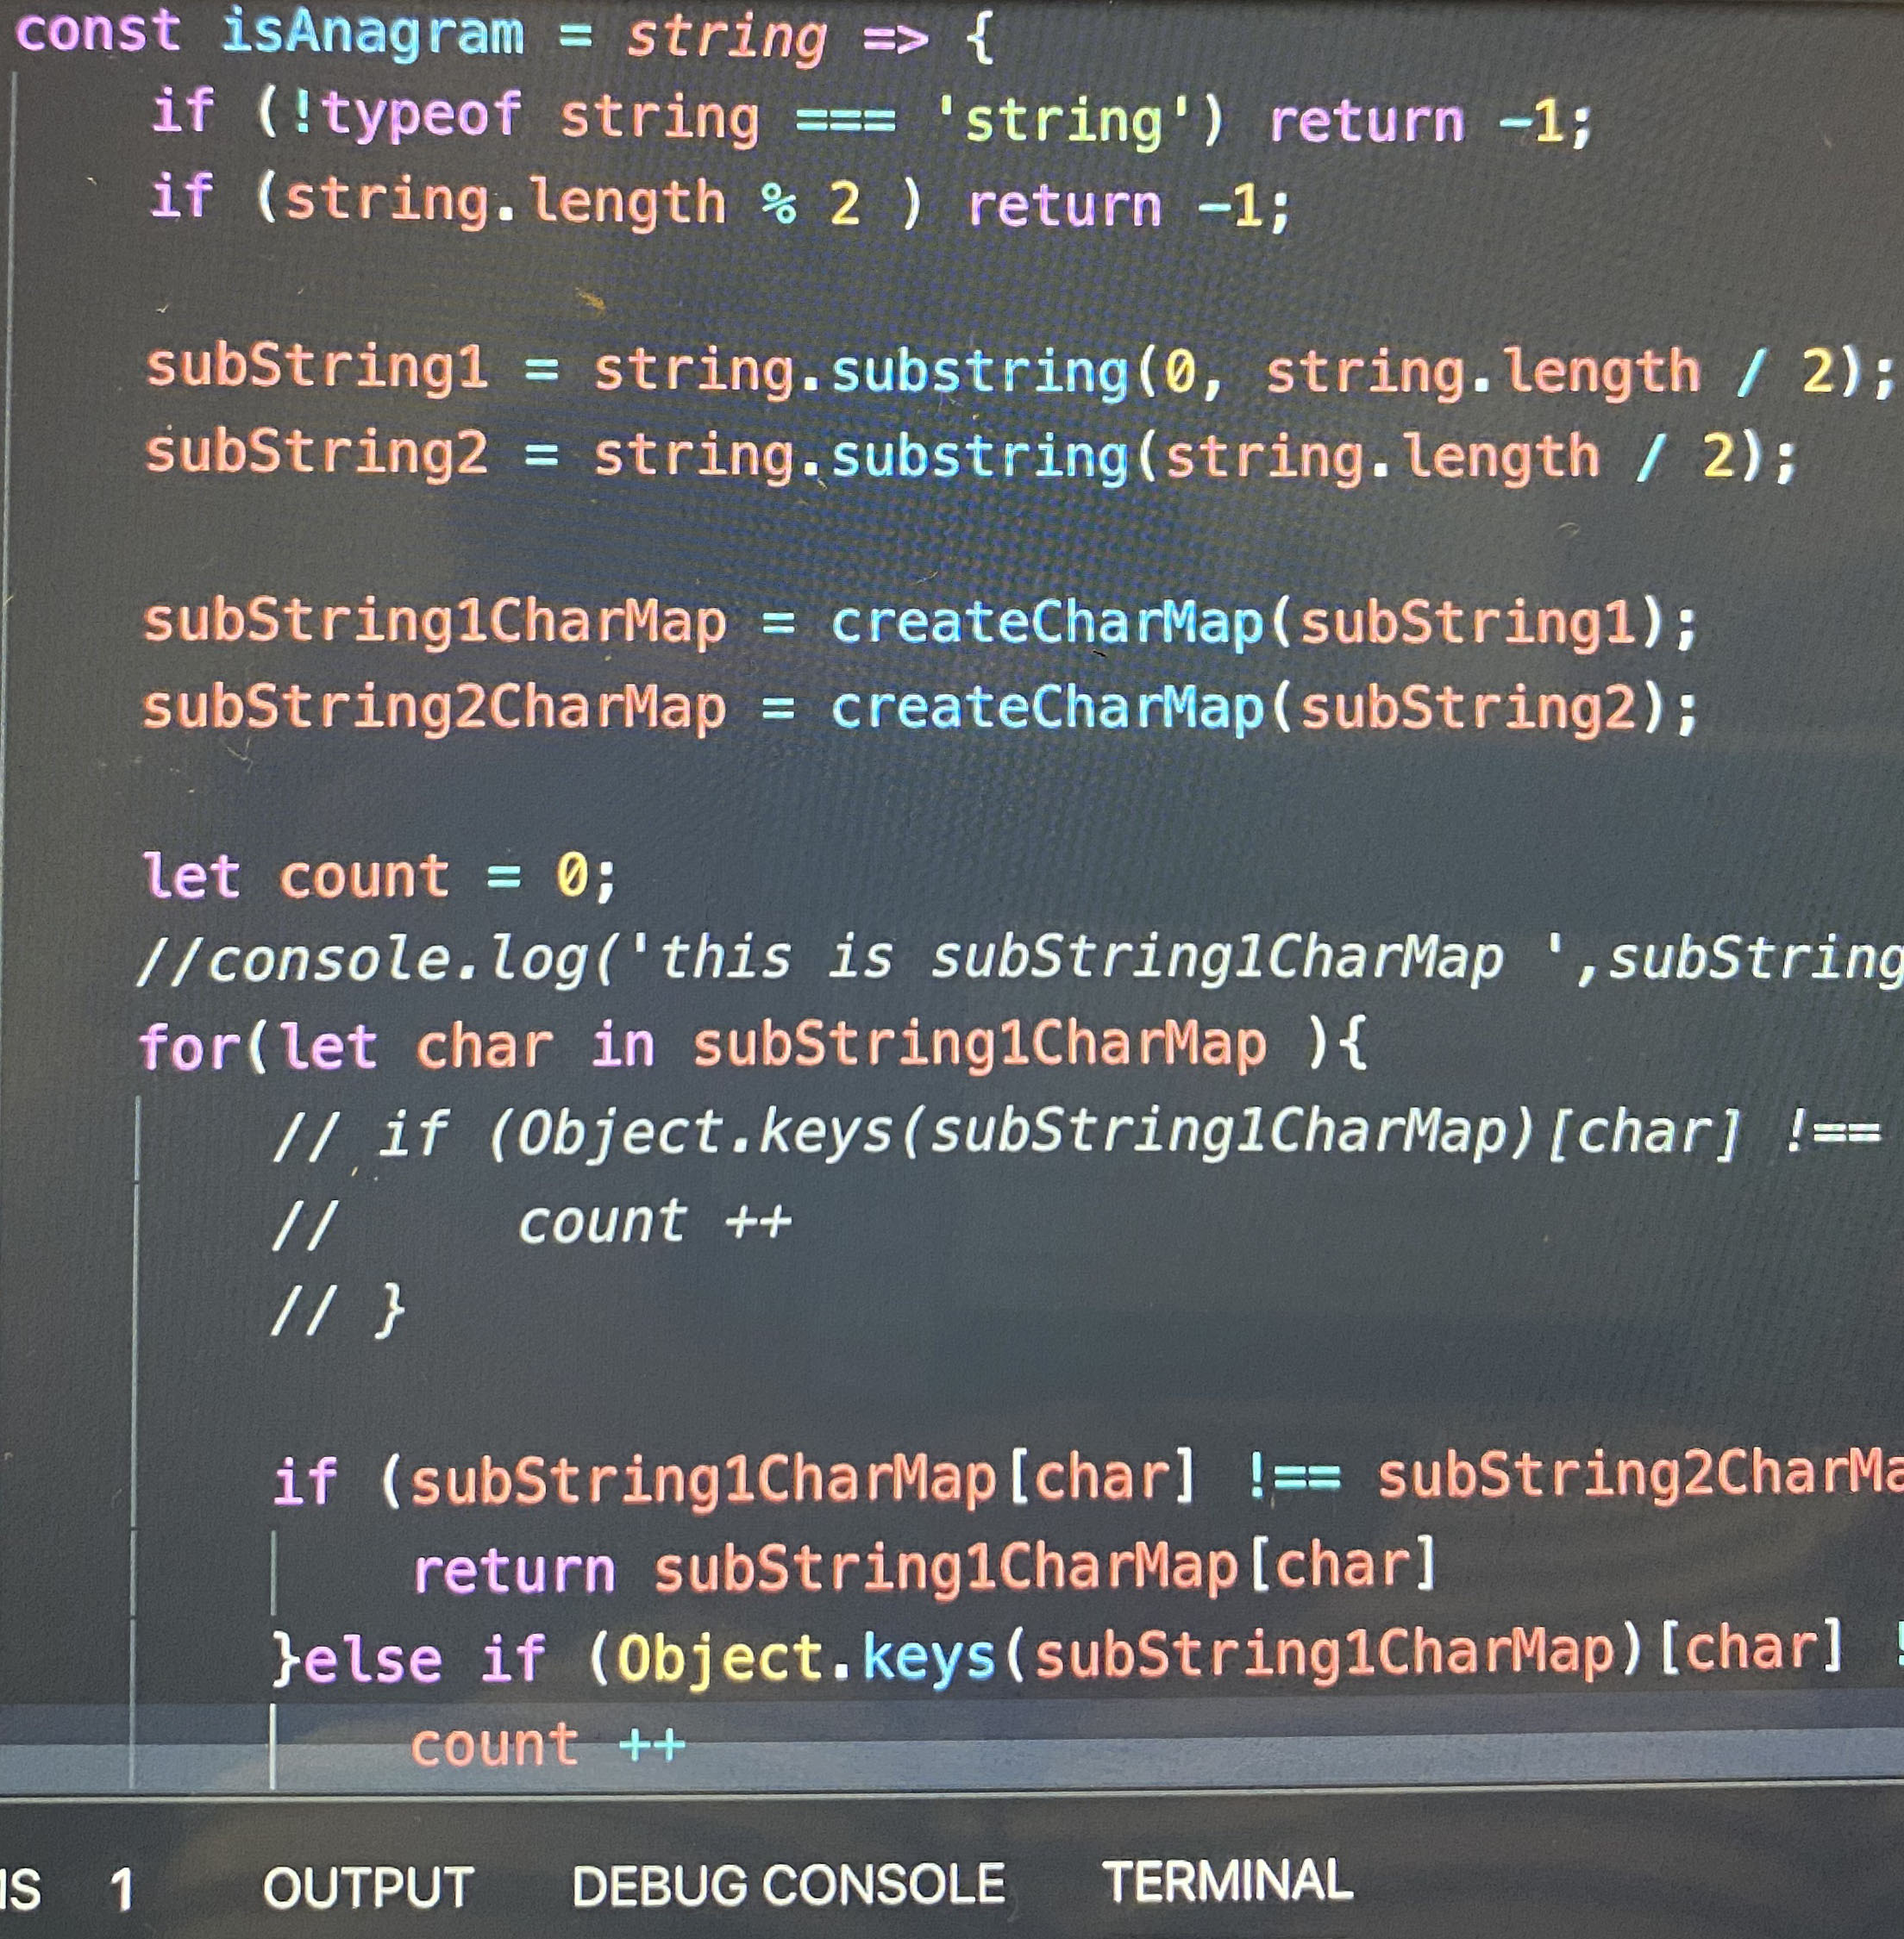 const isAnagram = string => {
if (!typeof string === 'string') return -1;
if (string.length % 2 ) return -1;
subString1 = string.substring(0, string.length / 2);
subString2 = string.substring(string.length / 2);
subString1CharMap = createCharMap(subString1);
subString2CharMap = createCharMap(subString2);
let count = 0;
//console.log('this is subString1CharMap ',subString
for(let char in subString1CharMap ){
// if (Object.keys(subString1CharMap)[char] !==
// count ++
// }
if (subString1CharMap[char] !== subString2CharMa
return subString1CharMap[char]
}else if (Object.keys(subString1CharMap)[char] !
count ++
MS 1 OUTPUT DEBUG CONSOLE TERMINAL